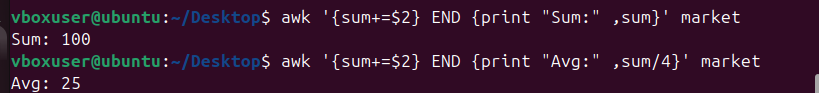 vboxuser@ubuntu:~/Desktop$ awk '{sum+=$2} END {print "Sum:" ,sum}' market
Sum: 100
vboxuser@ubuntu:~/Desktop$ awk '{sum+=$2} END {print "Avg:" ,sum/4}' market
Avg: 25